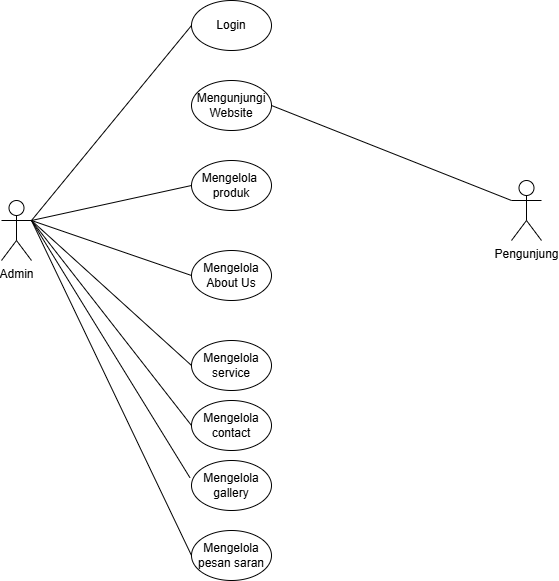 Login
Mengunjungi
Website
Mengelola
produk
Admin
Pengunjung
Mengelola
About Us
Mengelola
service
Mengelola
contact
Mengelola
gallery
Mengelola
pesan saran